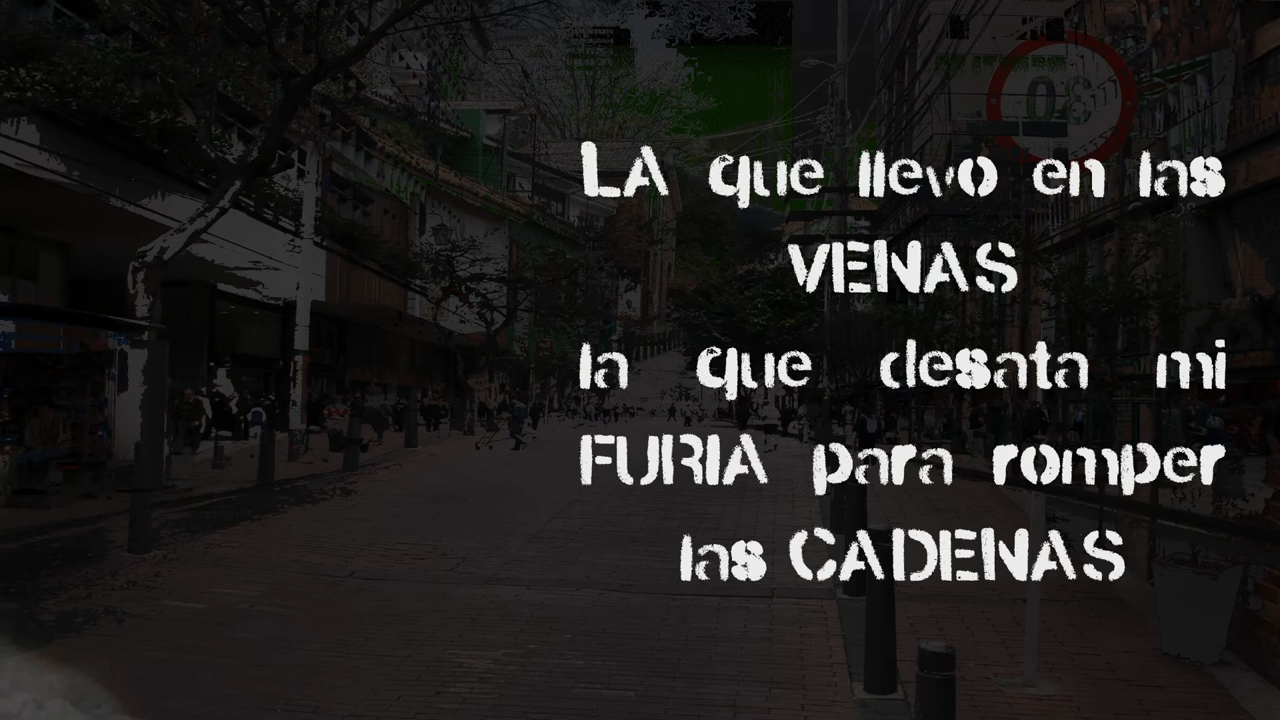 LA que llevo en las
VENAS
la que desata mi
FURIA para romper
las CADENAS